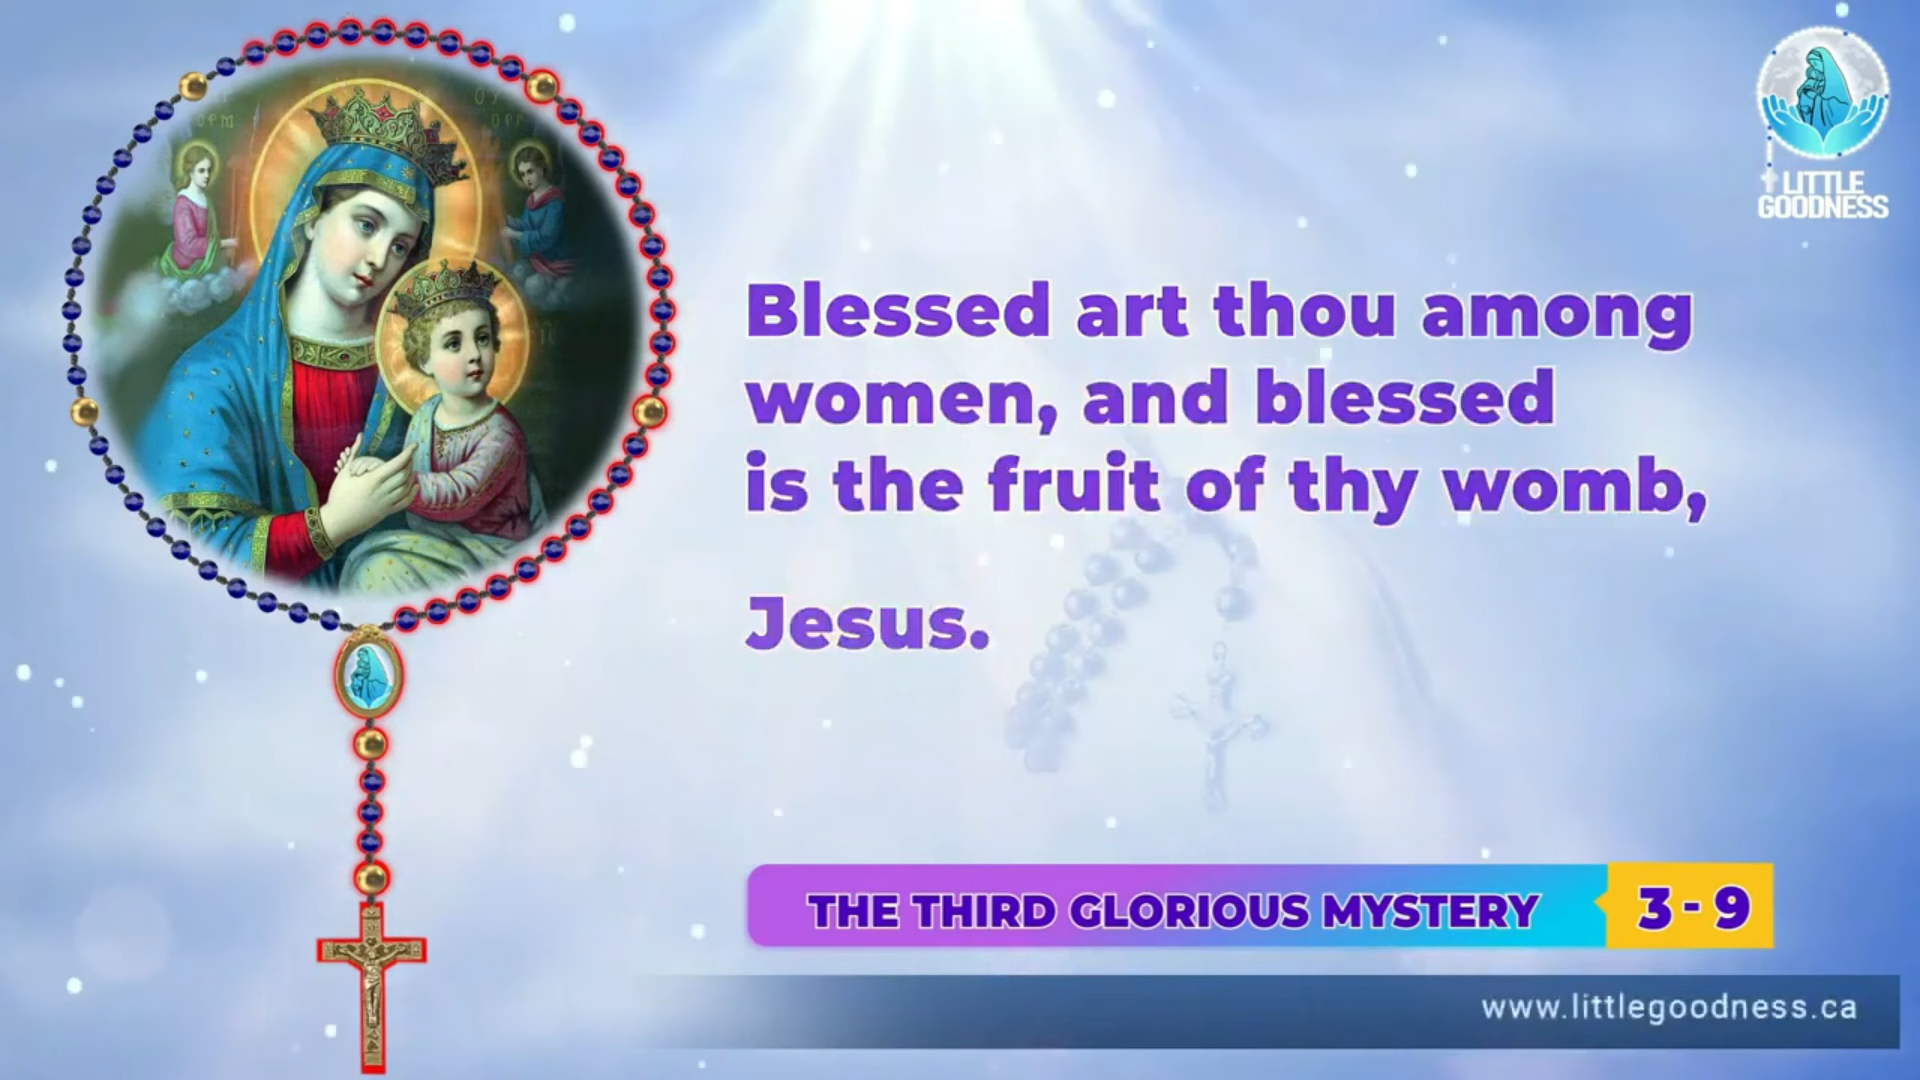 LITTLE
GOODNESS
Blessed art thou among
women, and blessed
is the fruit of thy womb,
Jesus.
THE THIRD GLORIOUS MYSTERY 3 - 9
www.littlegoodness.ca